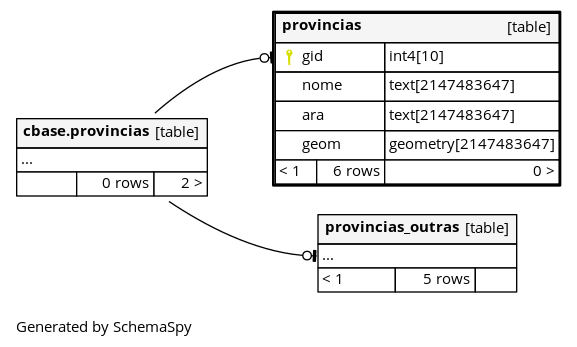 provincias [table]
gid int4[10]
nome text[2147483647]
ara text[2147483647]
geom geometry[2147483647]
< 1 6 rows 0 >
cbase.provincias [table]
...
0 rows 2 >
provincias_outras [table]
...
< 1 5 rows
Generated by SchemaSpy